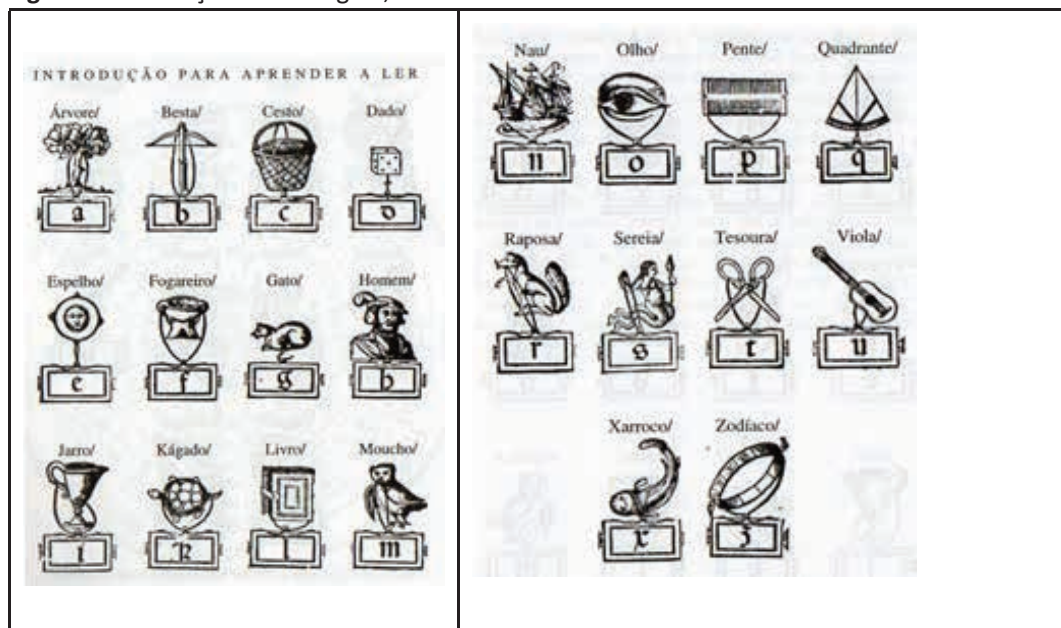 INTRODUÇÃO PARA APRENDER A LER
Árvore/ Besta/ Cesto/ Dado/
a b c d
Espelho/ Fogareiro/ Gato/ Homem/
e f g h
Jarro/ Kágado/ Livro/ Moucho/
i k l m
Nau/ Olho/ Pente/ Quadrante/
n o p q
Raposa/ Sereia/ Tesoura/ Viola/
r s t u
Xarroco/ Zodíaco/
x z